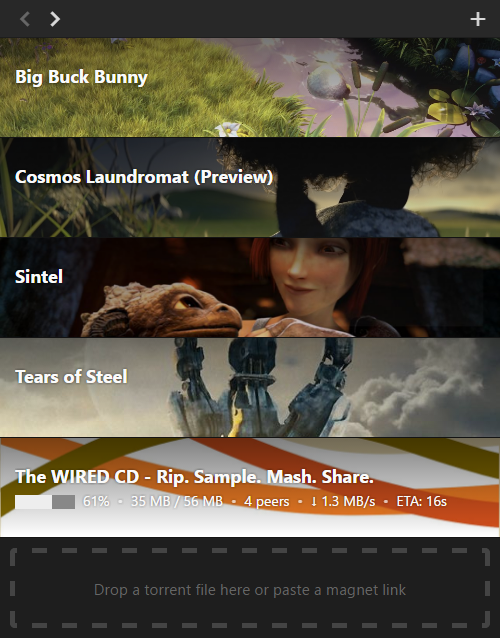 Big Buck Bunny
Cosmos Laundromat (Preview)
Sintel
Tears of Steel
The WIRED CD - Rip. Sample. Mash. Share.
61% • 35 MB / 56 MB • 4 peers • ↓ 1.3 MB/s • ETA: 16s
Drop a torrent file here or paste a magnet link